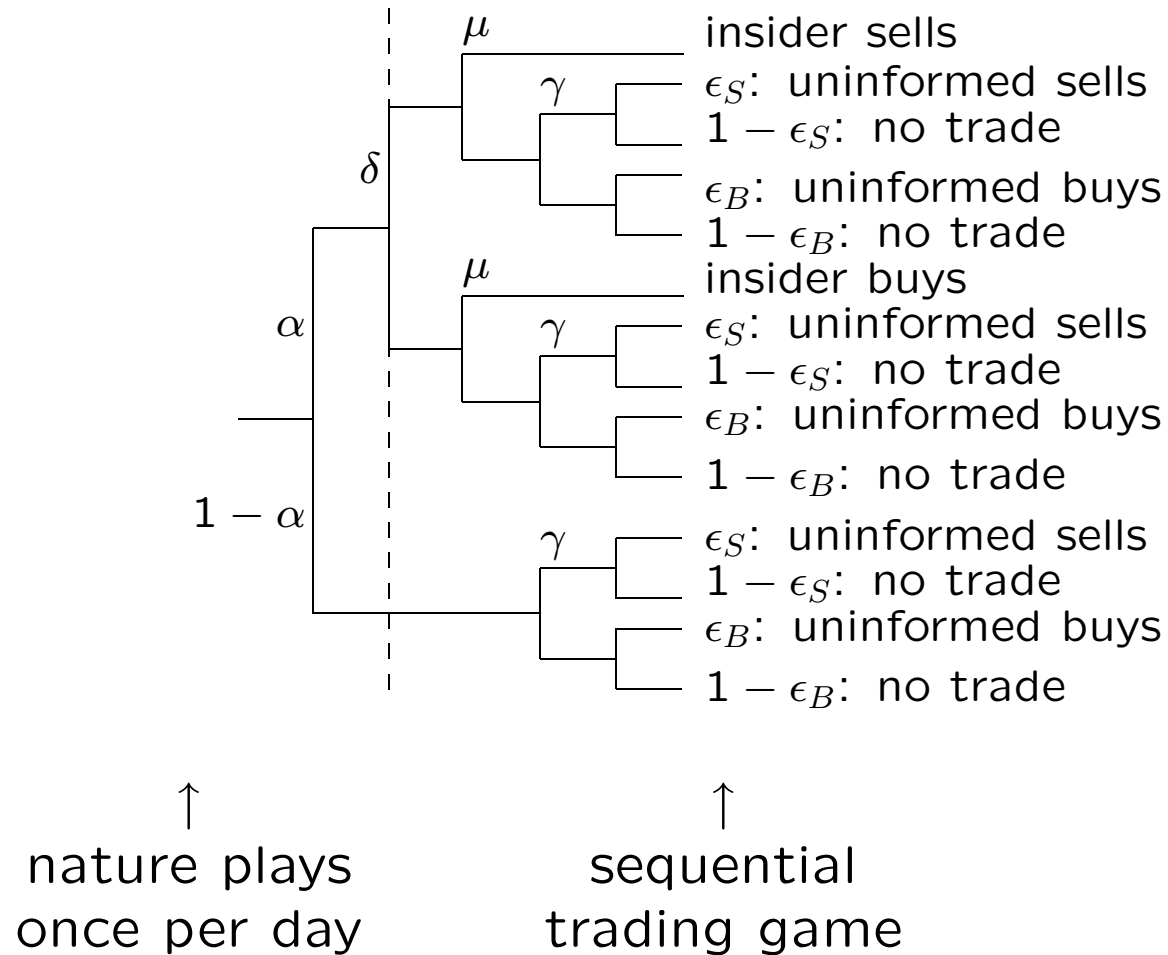 μ
insider sells
γ
ϵ_S: uninformed sells
1 − ϵ_S: no trade
δ
ϵ_B: uninformed buys
1 − ϵ_B: no trade
μ
insider buys
α
γ
ϵ_S: uninformed sells
1 − ϵ_S: no trade
ϵ_B: uninformed buys
1 − ϵ_B: no trade
1 − α
γ
ϵ_S: uninformed sells
1 − ϵ_S: no trade
ϵ_B: uninformed buys
1 − ϵ_B: no trade
↑
nature plays
once per day
↑
sequential
trading game